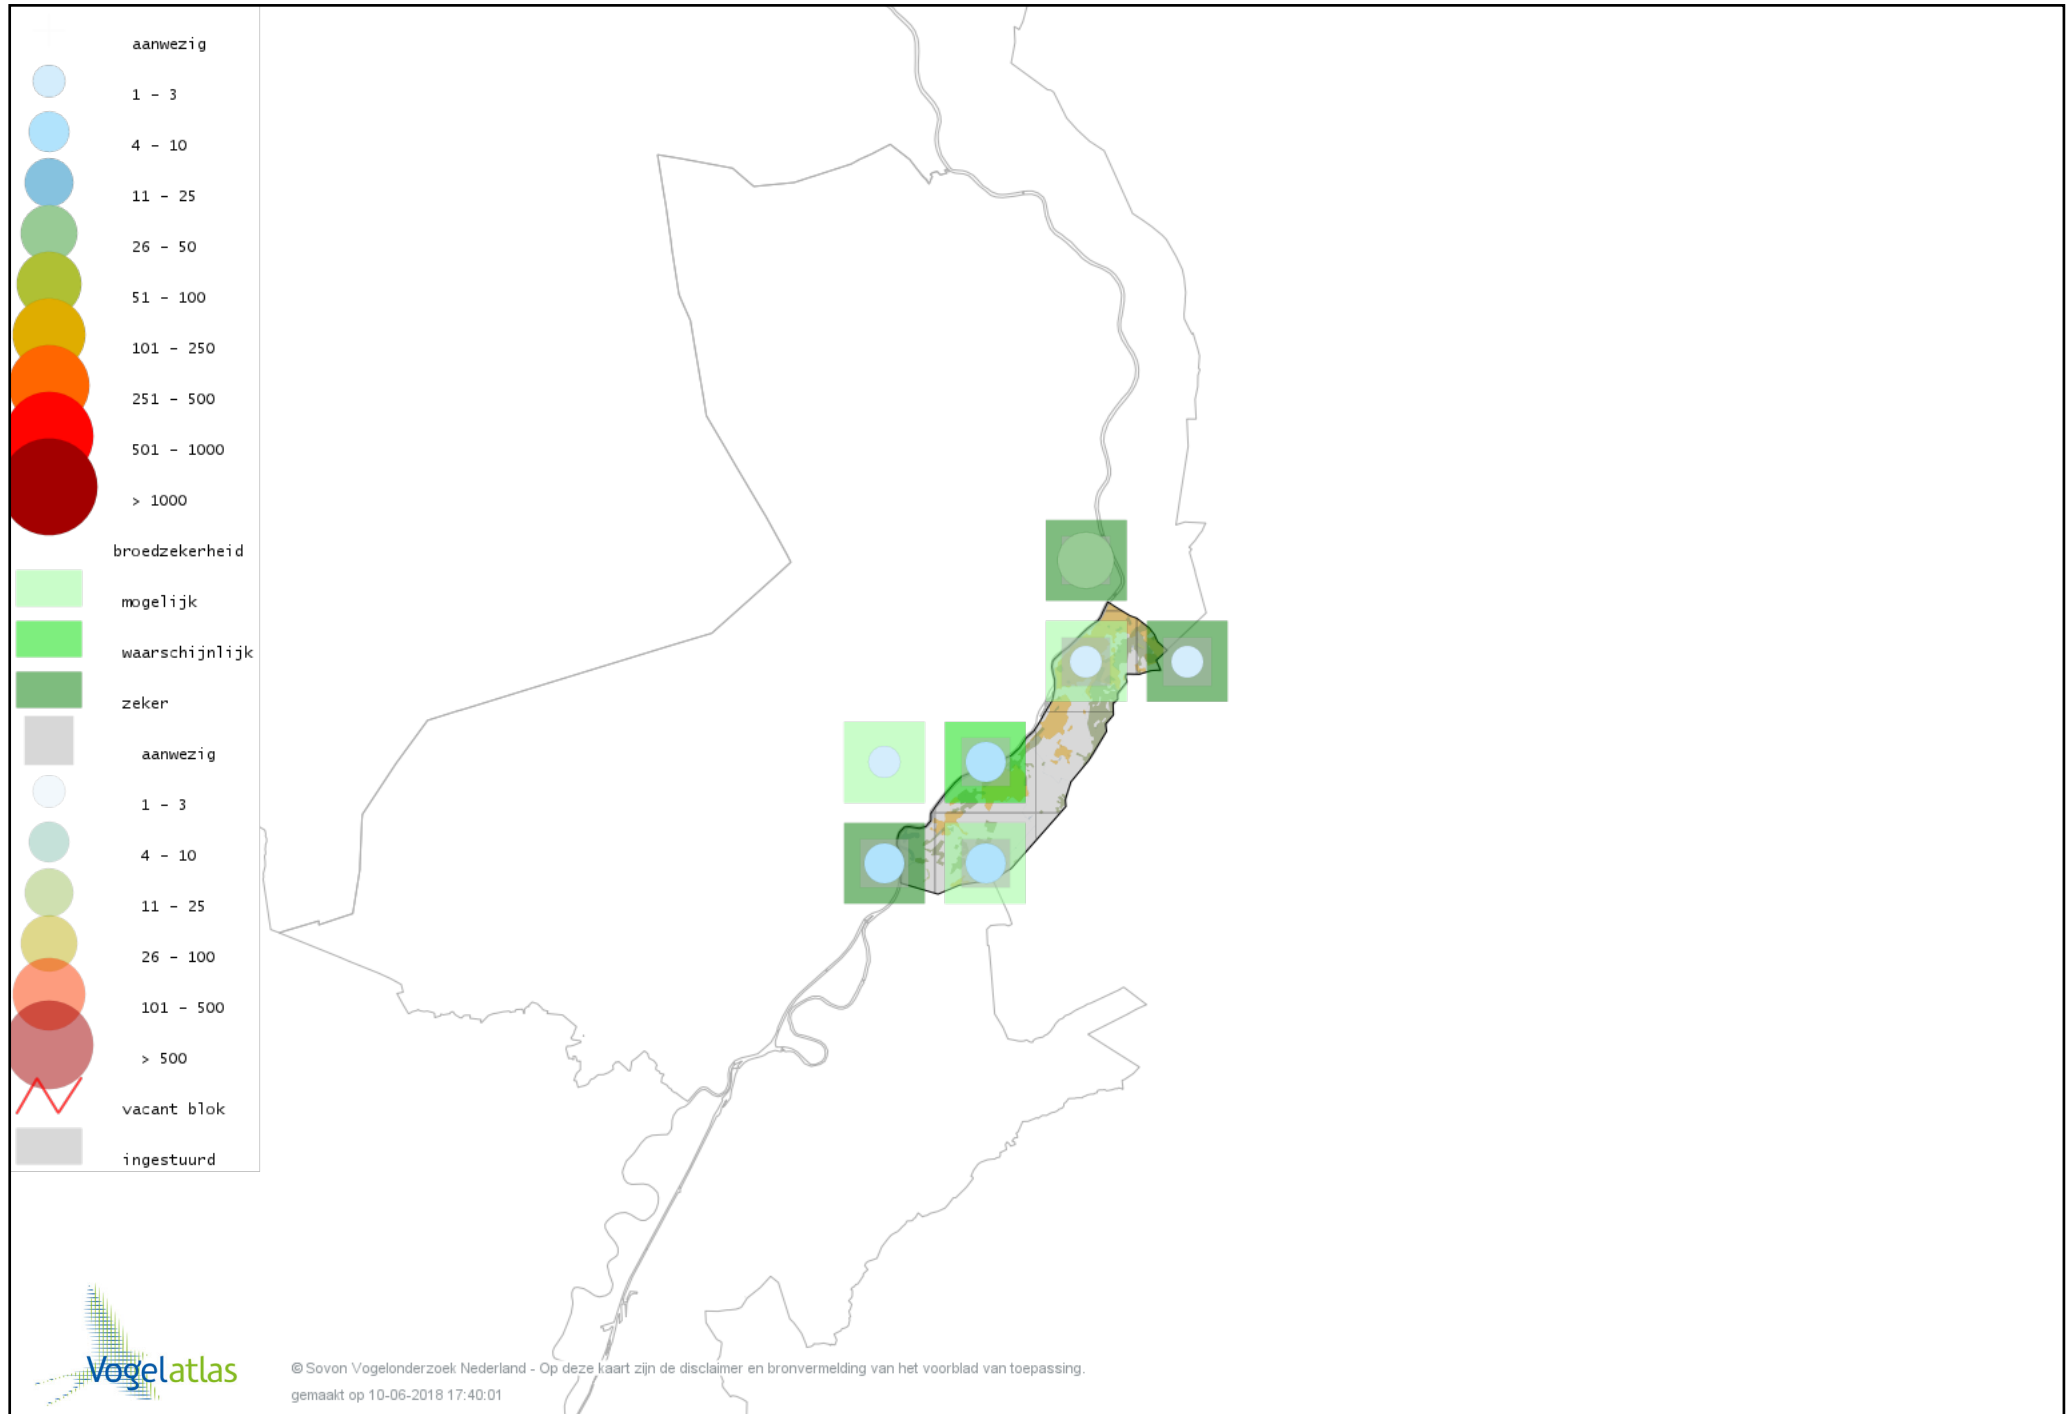 aanwezig
1 - 3
4 - 10
11 - 25
26 - 50
51 - 100
101 - 250
251 - 500
501 - 1000
> 1000
broedzekerheid
mogelijk
waarschijnlijk
zeker
aanwezig
1 - 3
4 - 10
11 - 25
26 - 100
101 - 500
> 500
vacant blok
ingestuurd
Vogelatlas
© Sovon Vogelonderzoek Nederland - Op deze kaart zijn de disclaimer en bronvermelding van het voorblad van toepassing.
gemaakt op 10-06-2018 17:40:01